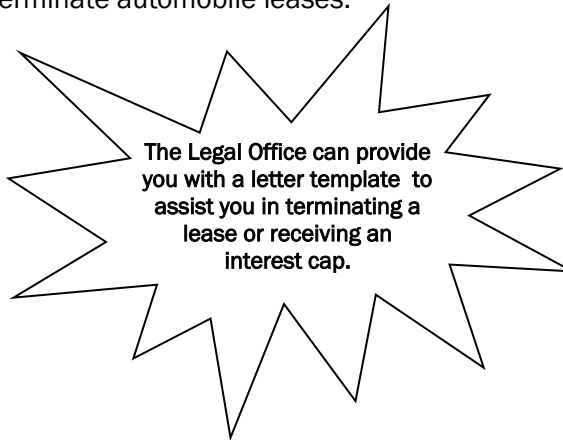 erminate automobile leases.
The Legal Office can provide
you with a letter template to
assist you in terminating a
lease or receiving an
interest cap.